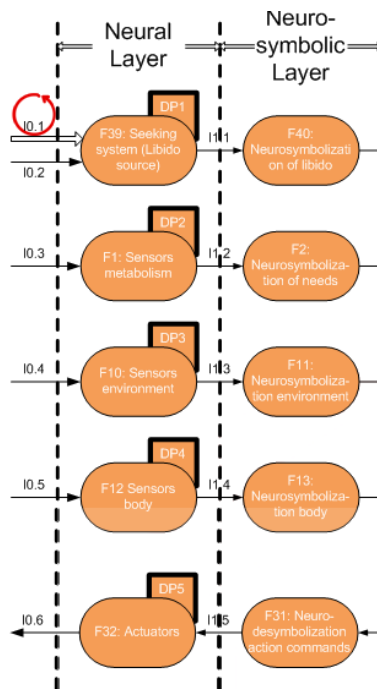 Neural
Layer
Neuro-
symbolic
Layer
DP1
I0.1
F39: Seeking
system (Libido
source)
I1.1
F40:
Neurosymbolizati
on of libido
I0.2
DP2
I0.3
F1: Sensors
metabolism
I1.2
F2:
Neurosymboliza-
tion of needs
DP3
I0.4
F10: Sensors
environment
I1.3
F11:
Neurosymboliza-
tion environment
DP4
I0.5
F12 Sensors
body
I1.4
F13:
Neurosymboliza-
tion body
DP5
I0.6
F32: Actuators
I1.5
F31: Neuro-
desymbolization
action commands